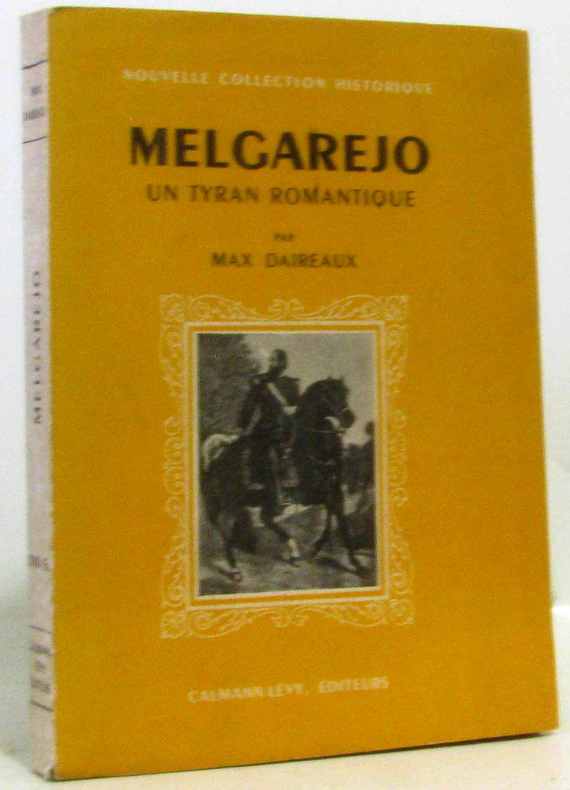 NOUVELLE COLLECTION HISTORIQUE
MELGAREJO
UN TYRAN ROMANTIQUE
PAR
MAX DAIREAUX
CALMANN-LÉVY, ÉDITEURS
MELGAREJO